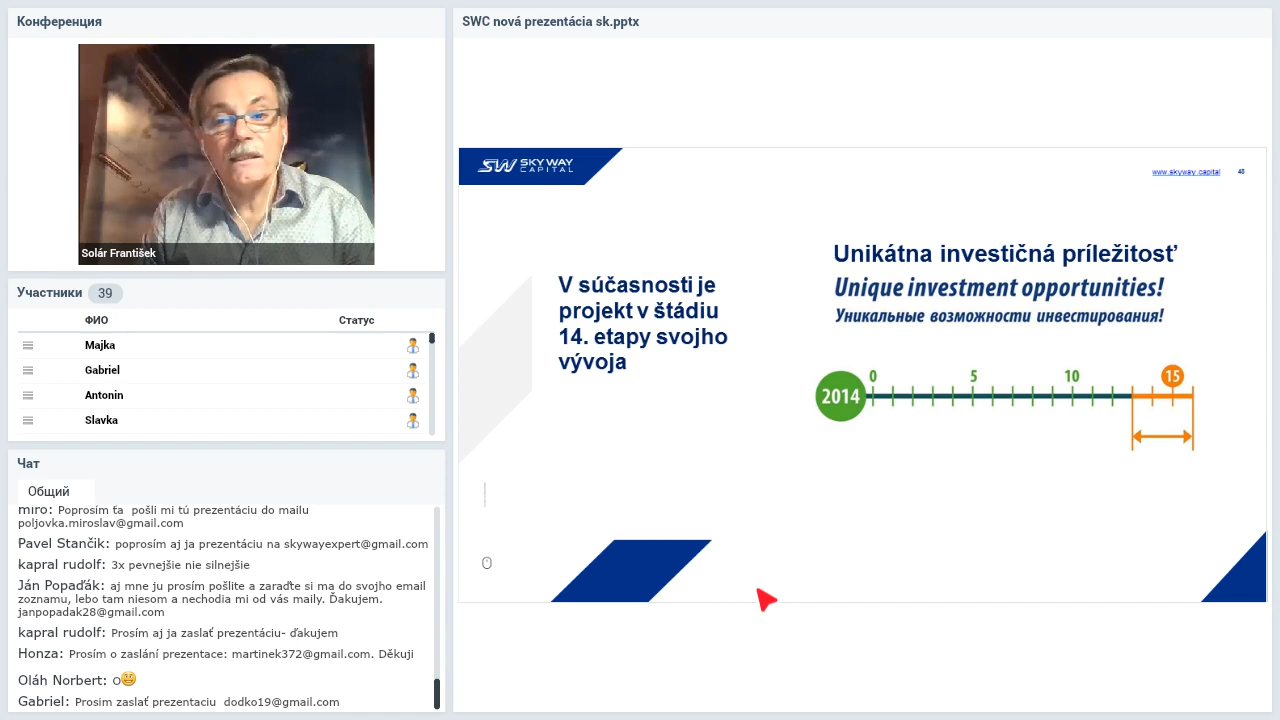 Конференция
Solár František
Участники 39
ФИО Статус
Majka
Gabriel
Antonin
Slavka
Чат
Общий
miro: Poprosím ťa pošli mi tú prezentáciu do mailu
poljovka.miroslav@gmail.com
Pavel Stančik: poprosím aj ja prezentáciu na skywayexpert@gmail.com
kapral rudolf: 3x pevnejšie nie silnejšie
Ján Popaďák: aj mne ju prosím pošlite a zaraďte si ma do svojho email
zoznamu, lebo tam niesom a nechodia mi od vás maily. Ďakujem.
janpopadak28@gmail.com
kapral rudolf: Prosím aj ja zaslať prezentáciu- ďakujem
Honza: Prosím o zaslání prezentace: martinek372@gmail.com. Děkuji
Oláh Norbert: O
Gabriel: Prosim zaslať prezentaciu dodko19@gmail.com
SWC nová prezentácia sk.pptx
SW SKY WAY
CAPITAL
www.skyway.capital 48
V súčasnosti je
projekt v štádiu
14. etapy svojho
vývoja
Unikátna investičná príležitosť
Unique investment opportunities!
Уникальные возможности инвестирования!
2014 0 5 10 15